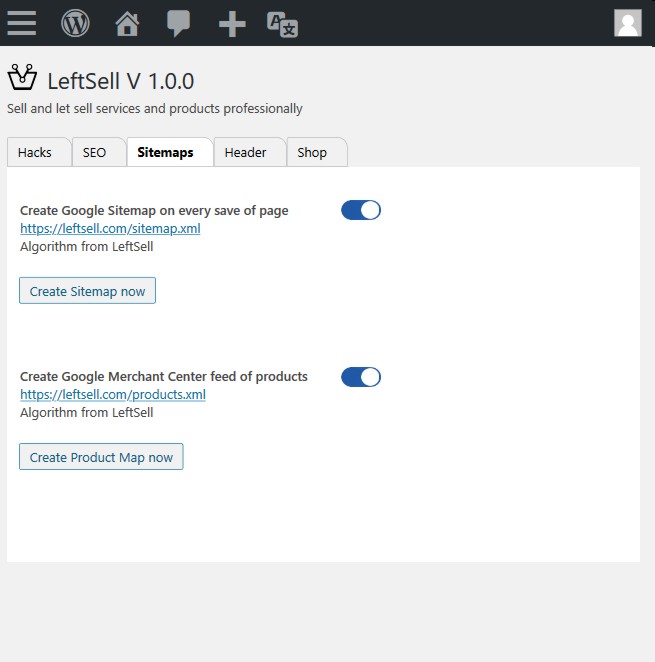 LeftSell V 1.0.0
Sell and let sell services and products professionally
Hacks SEO Sitemaps Header Shop
Create Google Sitemap on every save of page
https://leftsell.com/sitemap.xml
Algorithm from LeftSell
Create Sitemap now
Create Google Merchant Center feed of products
https://leftsell.com/products.xml
Algorithm from LeftSell
Create Product Map now